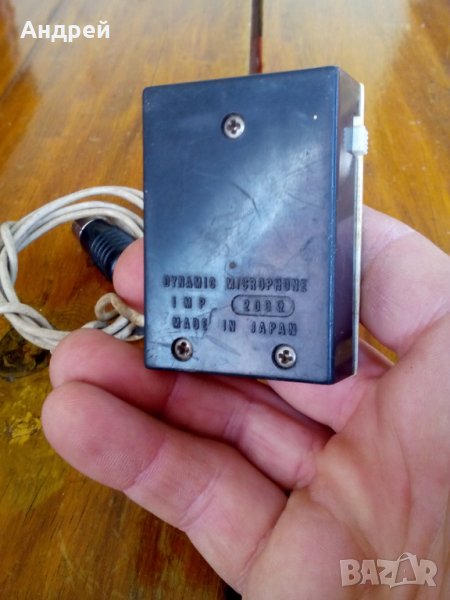 Андрей
DYNAMIC MICROPHONE
IMP 200Ω
MADE IN JAPAN
BAZAR